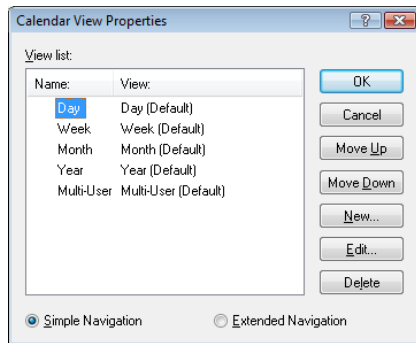 Calendar View Properties
View list:
Name: View:
Day Day (Default)
Week Week (Default)
Month Month (Default)
Year Year (Default)
Multi-User Multi-User (Default)
OK
Cancel
Move Up
Move Down
New...
Edit...
Delete
Simple Navigation Extended Navigation